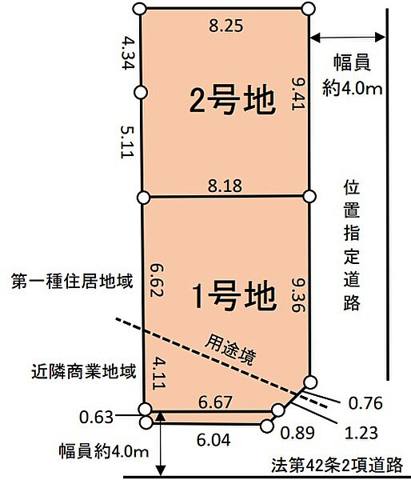 8.25
幅員
約4.0m
4.34
2号地
9.41
5.11
8.18
位置指定道路
第一種住居地域
6.62
1号地
9.36
用途境
近隣商業地域
4.11
6.67
0.76
0.63
1.23
幅員約4.0m
6.04
0.89
法第42条2項道路